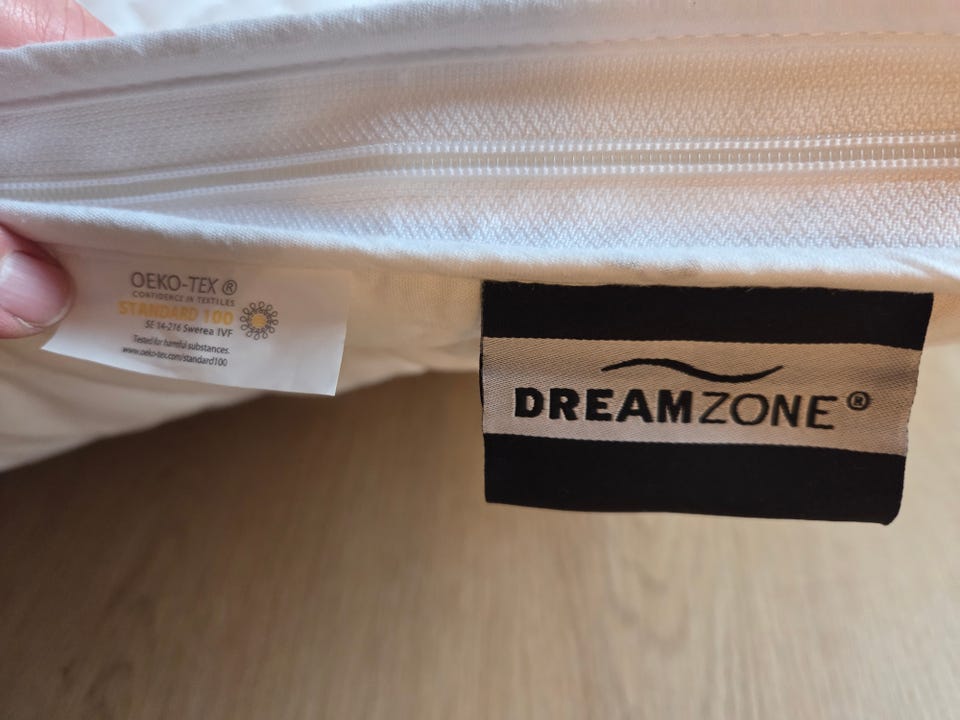 OEKO-TEX ®
CONFIDENCE IN TEXTILES
STANDARD 100
SE 14-216 Swerea IVF
Tested for harmful substances.
www.oeko-tex.com/standard100
DREAMZONE®